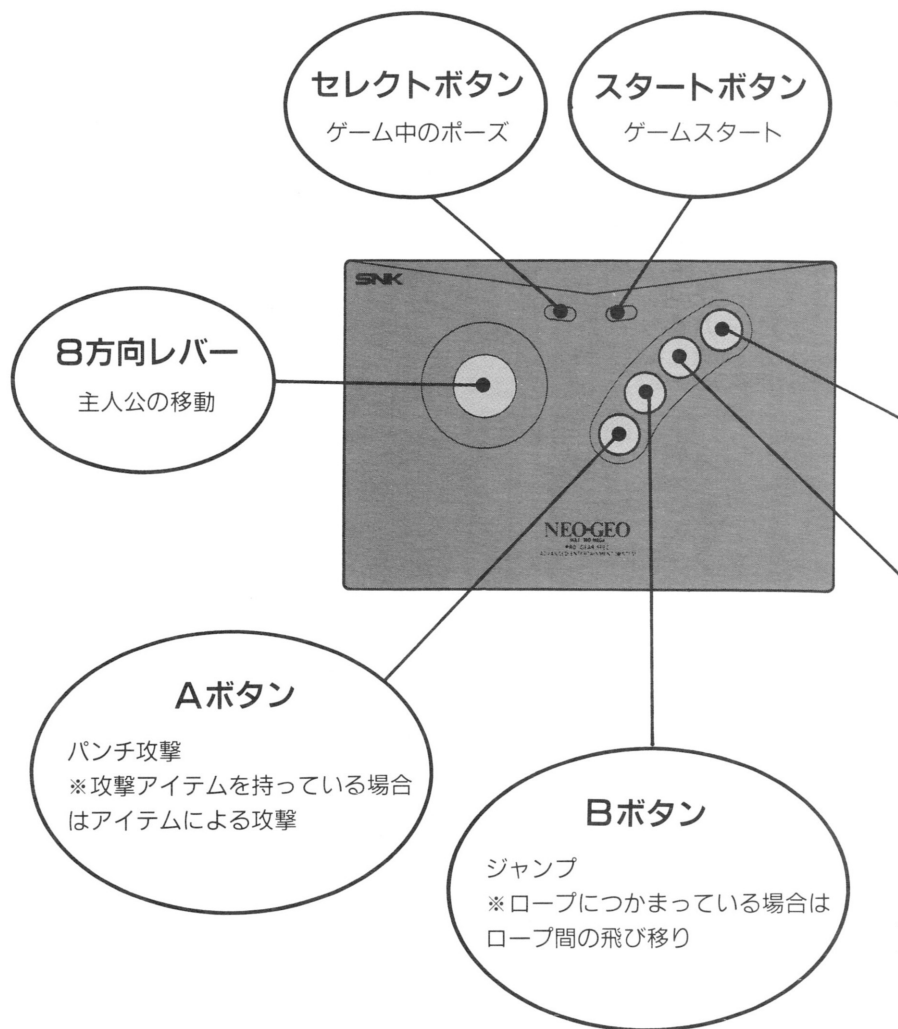 セレクトボタン
ゲーム中のポーズ
スタートボタン
ゲームスタート
SNK
8方向レバー
主人公の移動
NEO・GEO
Aボタン
パンチ攻撃
※攻撃アイテムを持っている場合
はアイテムによる攻撃
Bボタン
ジャンプ
※ロープにつかまっている場合は
ロープ間の飛び移り